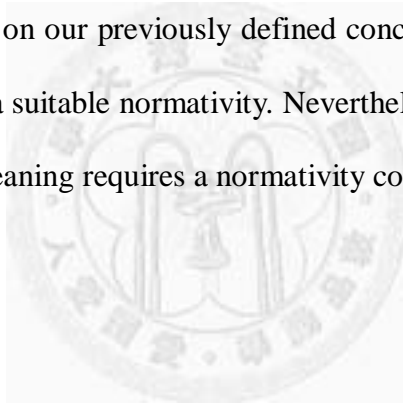 on our previously defined conc
a suitable normativity.Neverthel
eaning requires a normativity co